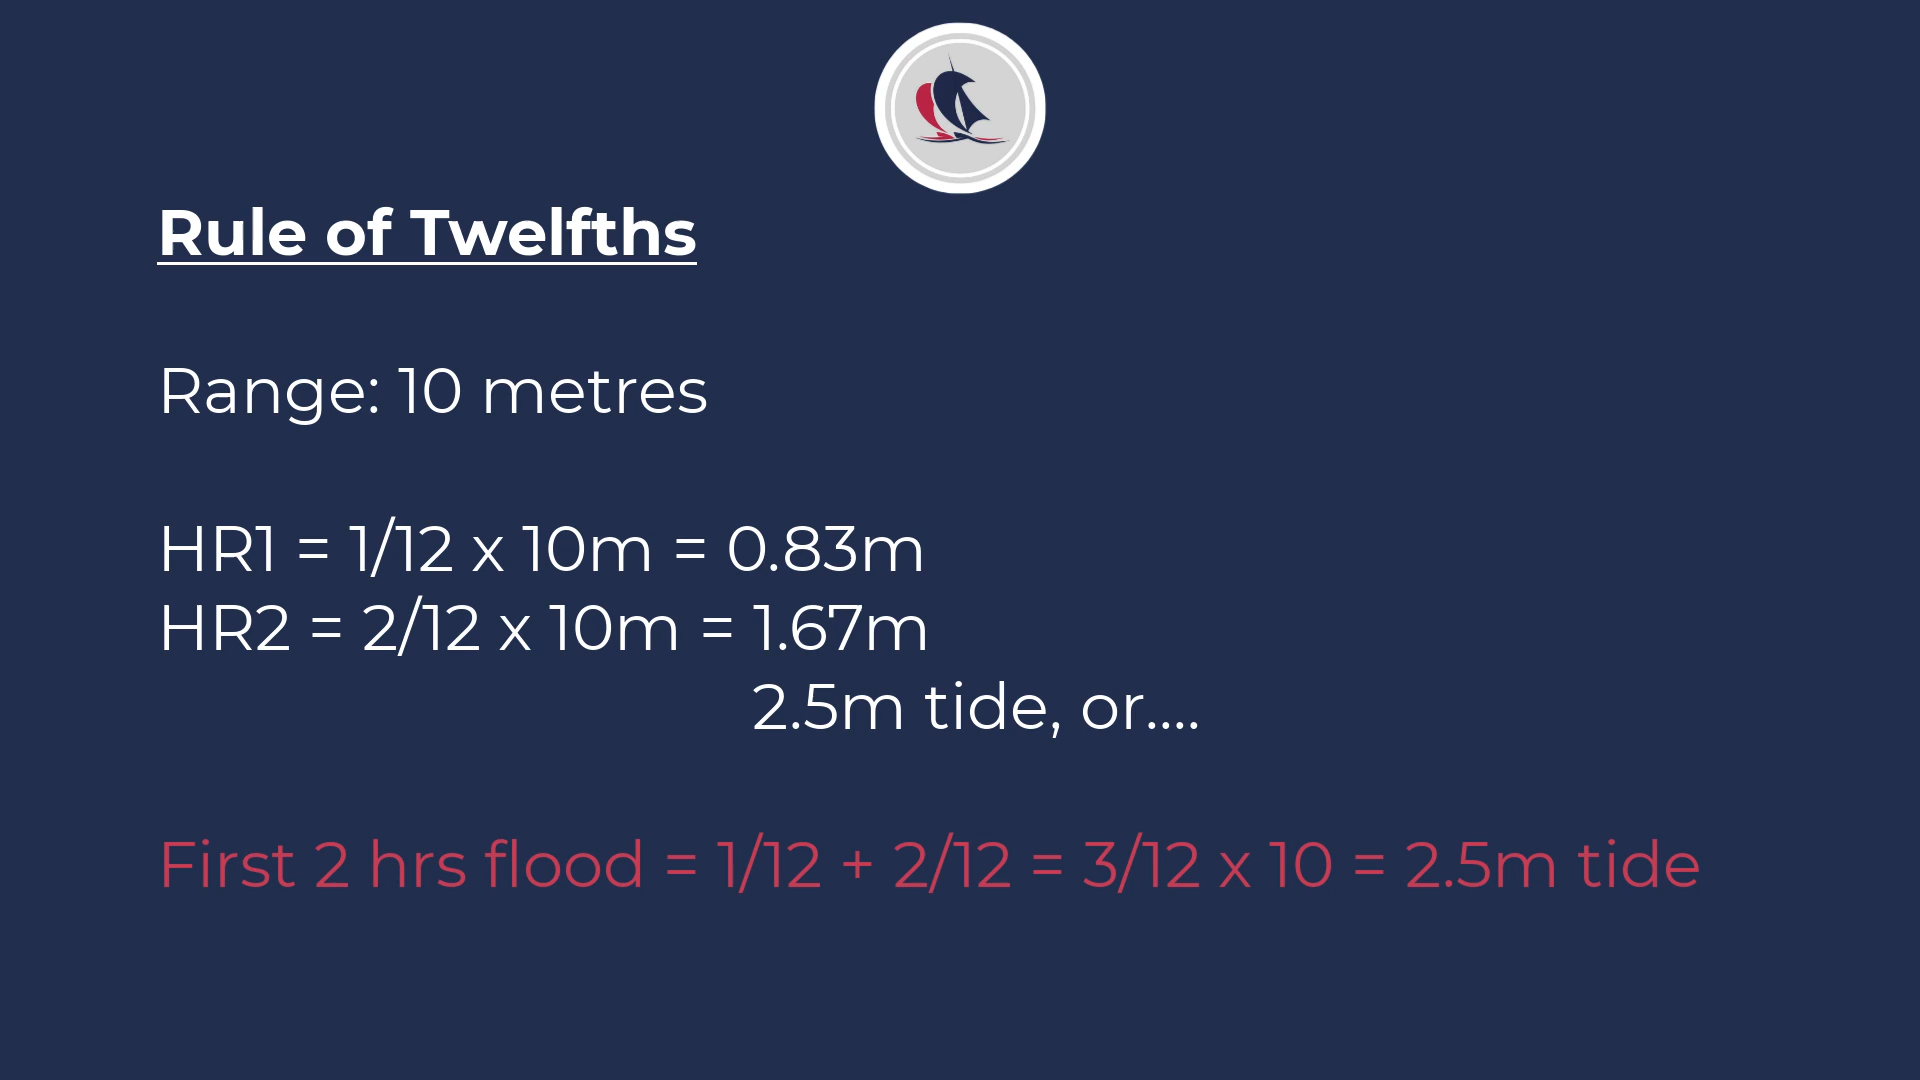 Rule of Twelfths
Range: 10 metres
HR1 = 1/12 x 10m = 0.83m
HR2 = 2/12 x 10m = 1.67m
2.5m tide, or....
First 2 hrs flood = 1/12 + 2/12 = 3/12 x 10 = 2.5m tide